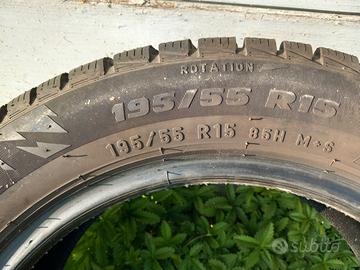 ROTATION
195/55 R15
195/55 R15 85H M+S
subito